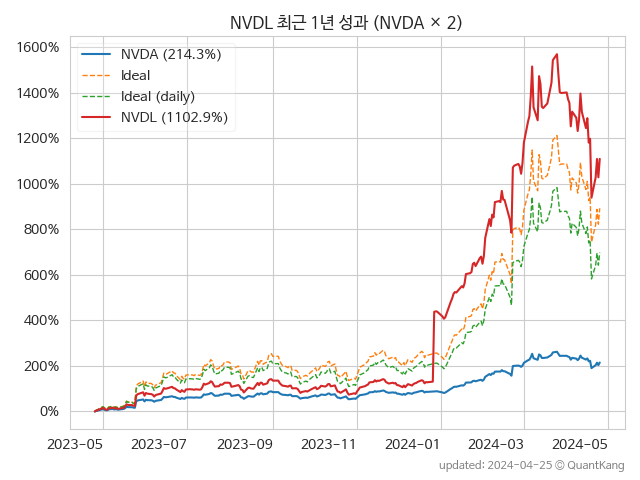 NVDL 최근 1년 성과 (NVDA × 2)
1600%
1400%
1200%
1000%
800%
600%
400%
200%
0%
NVDA (214.3%)
Ideal
Ideal (daily)
NVDL (1102.9%)
2023-05 2023-07 2023-09 2023-11 2024-01 2024-03 2024-05
updated: 2024-04-25 ⓒ QuantKang